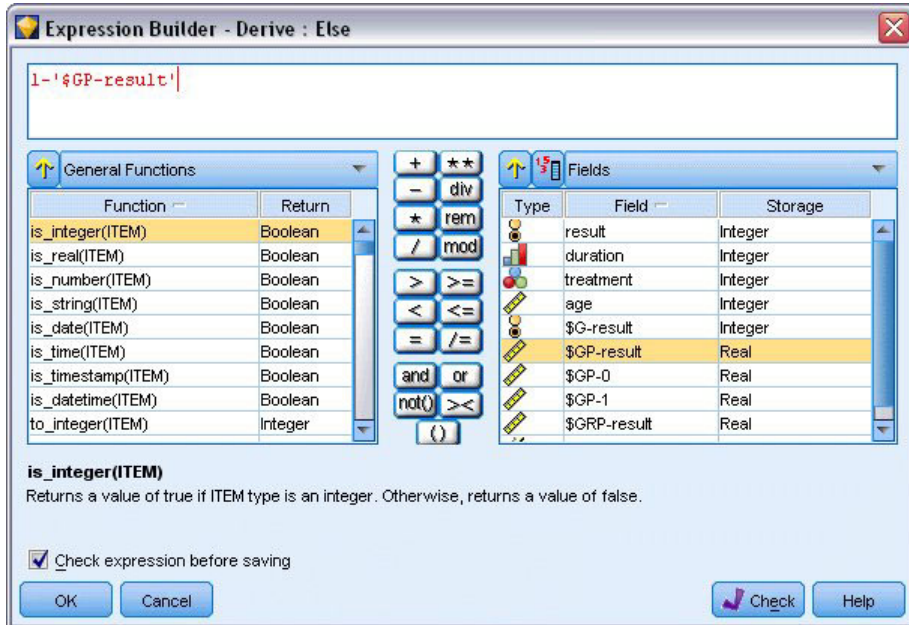 Expression Builder - Derive : Else
1-'$GP-result'
General Functions
Function Return
is_integer(ITEM) Boolean
is_real(ITEM) Boolean
is_number(ITEM) Boolean
is_string(ITEM) Boolean
is_date(ITEM) Boolean
is_time(ITEM) Boolean
is_timestamp(ITEM) Boolean
is_datetime(ITEM) Boolean
to_integer(ITEM) Integer
+ **
- div
* rem
/ mod
> >=
< <=
= /=
and or
not() ><
()
Fields
Type Field Storage
result Integer
duration Integer
treatment Integer
age Integer
$G-result Integer
$GP-result Real
$GP-0 Real
$GP-1 Real
$GRP-result Real
is_integer(ITEM)
Returns a value of true if ITEM type is an integer. Otherwise, returns a value of false.
Check expression before saving
OK Cancel Check Help